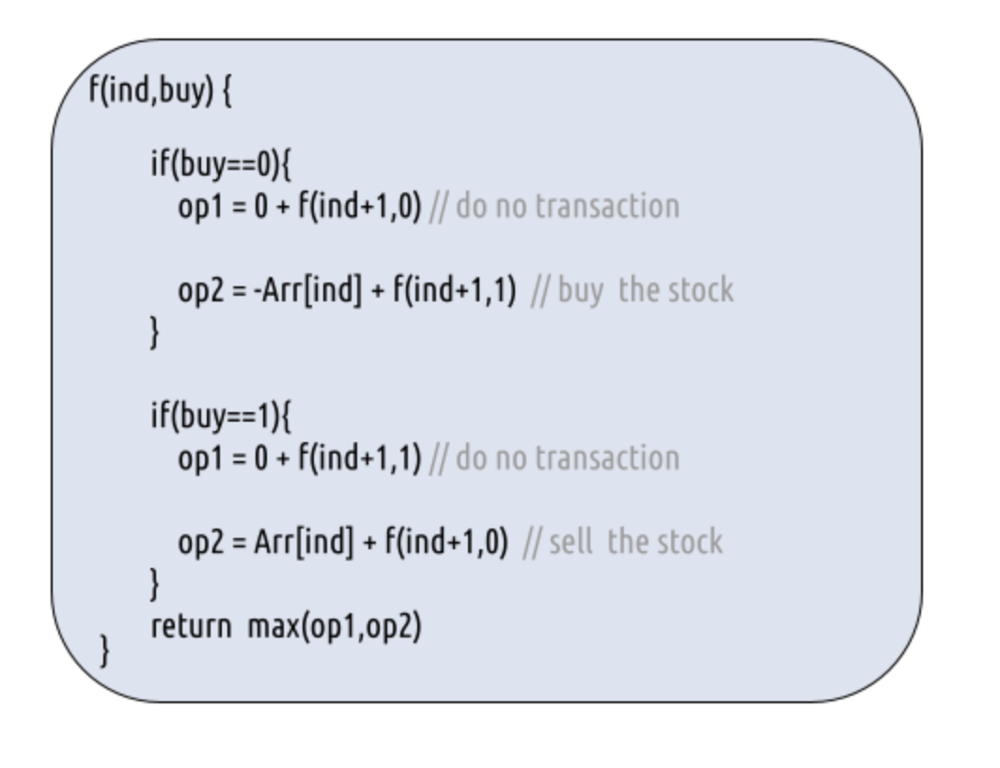 f(ind,buy) {
if(buy==0){
op1 = 0 + f(ind+1,0) // do no transaction
op2 = -Arr[ind] + f(ind+1,1) // buy the stock
}
if(buy==1){
op1 = 0 + f(ind+1,1) // do no transaction
op2 = Arr[ind] + f(ind+1,0) // sell the stock
}
return max(op1,op2)
}